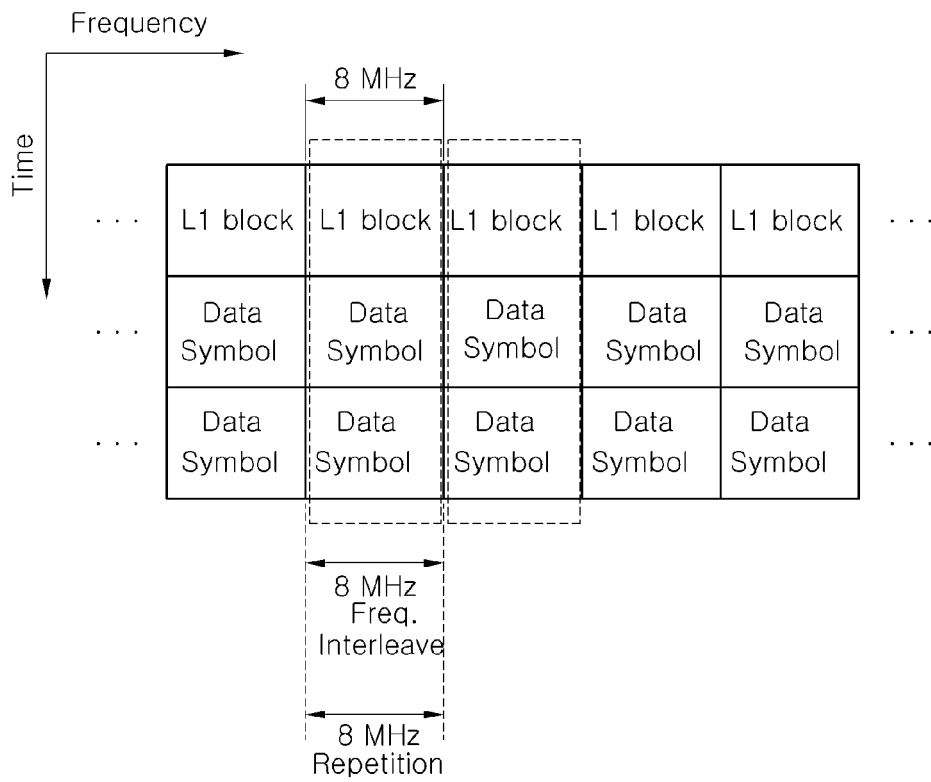 Frequency
Time
8 MHz
. . . L1 block L1 block L1 block L1 block L1 block . . .
. . . Data Symbol Data Symbol Data Symbol Data Symbol Data Symbol . . .
. . . Data Symbol Data Symbol Data Symbol Data Symbol Data Symbol . . .
8 MHz
Freq.
Interleave
8 MHz
Repetition